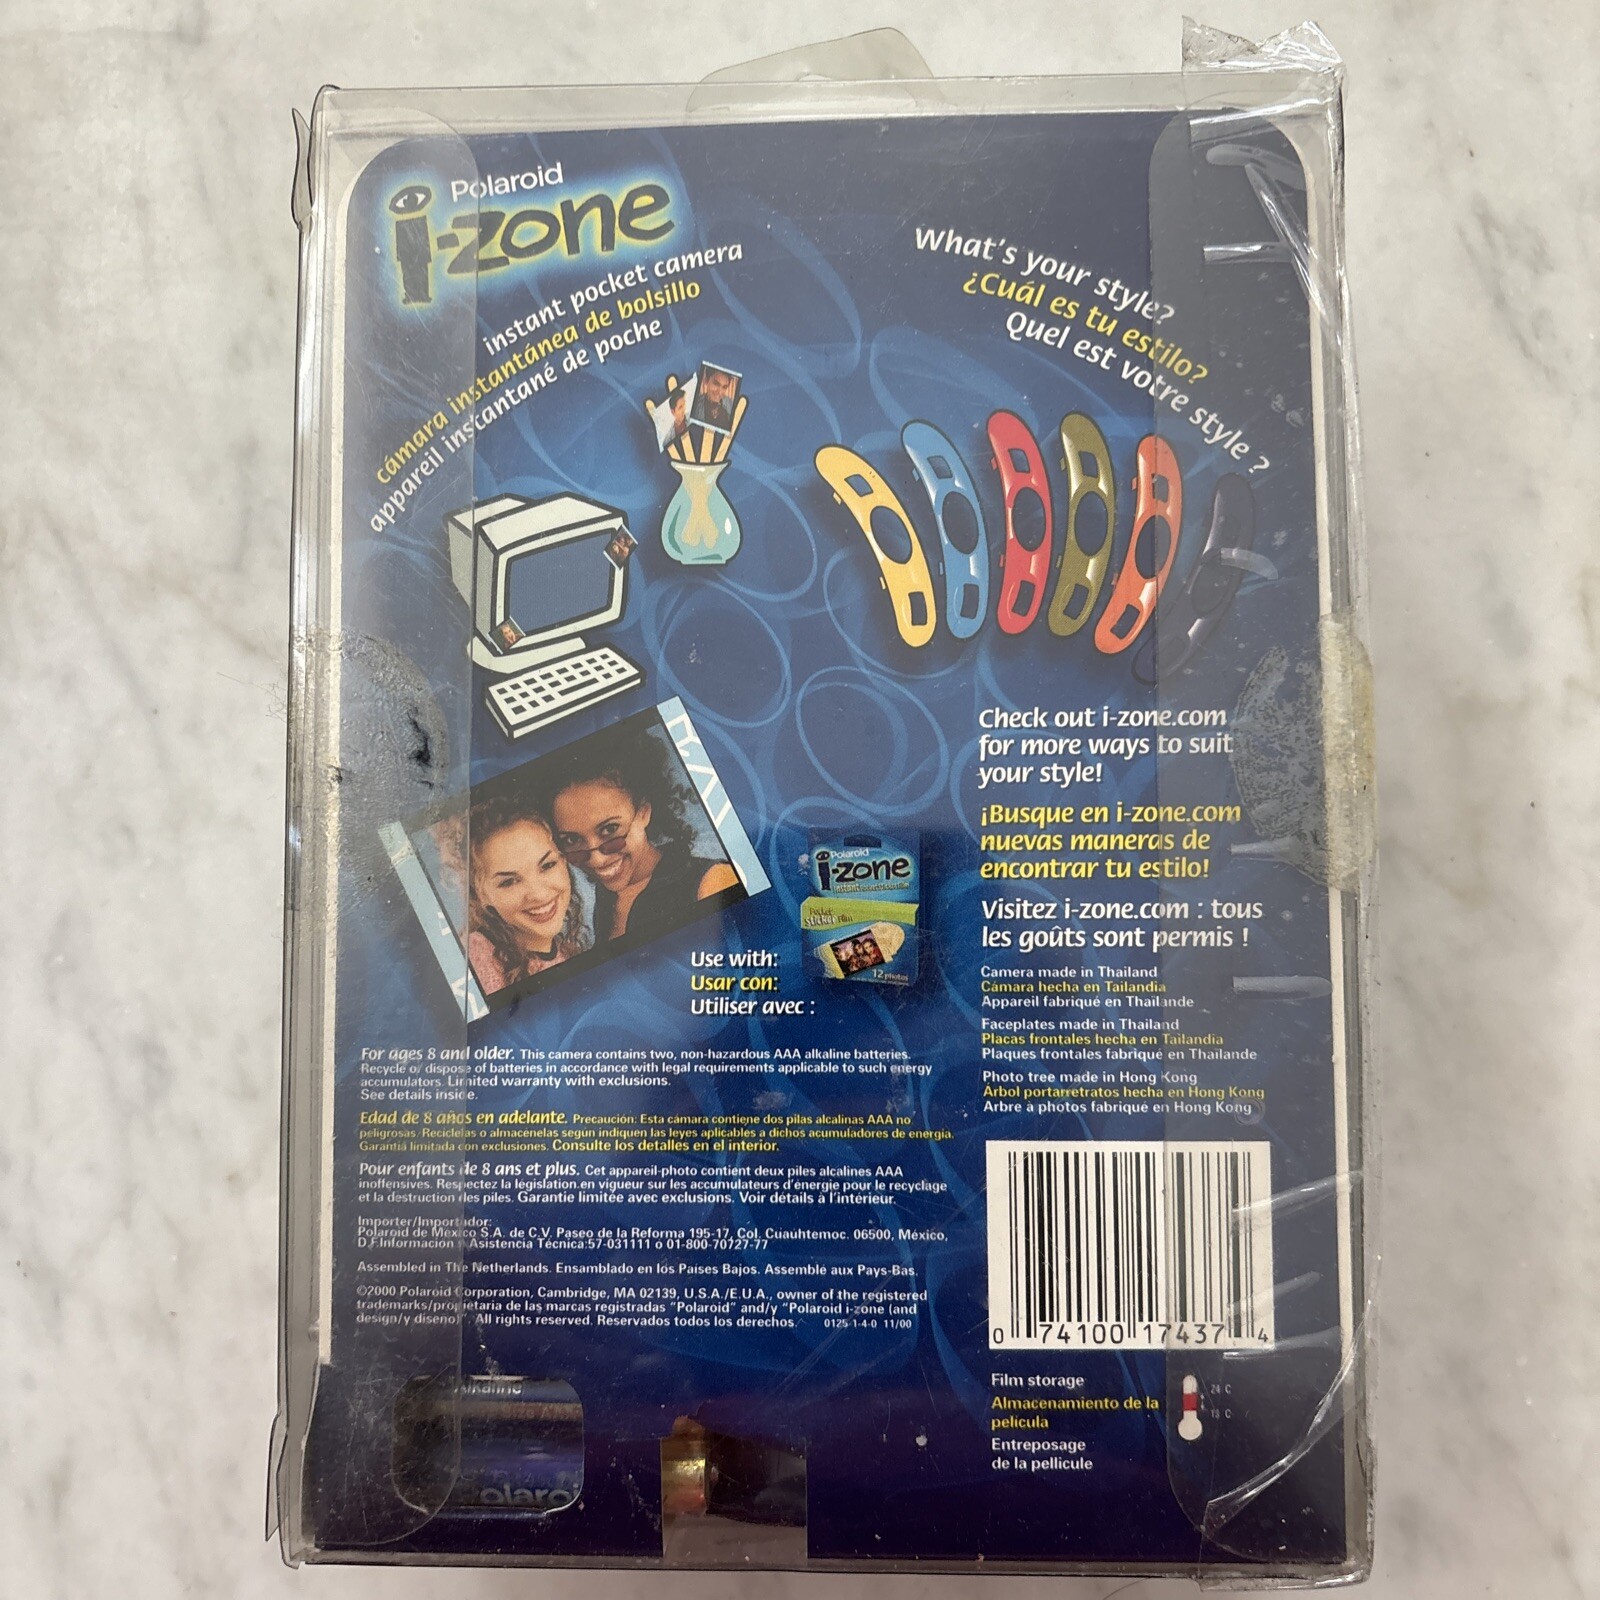 Polaroid
i-zone
instant pocket camera
cámara instantánea de bolsillo
appareil instantané de poche
What's your style?
¿Cuál es tu estilo?
Quel est votre style ?
Check out i-zone.com
for more ways to suit
your style!
¡Busque en i-zone.com
nuevas maneras de
encontrar tu estilo!
Visitez i-zone.com : tous
les goûts sont permis !
Polaroid
i-zone
instant
Pocket
Sticker film
12 photos
Use with:
Usar con:
Utiliser avec :
Camera made in Thailand
Cámara hecha en Tailandia
Appareil fabriqué en Thaïlande
Faceplates made in Thailand
Placas frontales hecha en Tailandia
Plaques frontales fabriqué en Thaïlande
Photo tree made in Hong Kong
Árbol portarretratos hecha en Hong Kong
Arbre à photos fabriqué en Hong Kong
For ages 8 and older. This camera contains two, non-hazardous AAA alkaline batteries.
Recycle or dispose of batteries in accordance with legal requirements applicable to such energy
accumulators. Limited warranty with exclusions.
See details inside.
Edad de 8 años en adelante. Precaución: Esta cámara contiene dos pilas alcalinas AAA no
peligrosas. Recíclelas o almacénelas según indiquen las leyes aplicables a dichos acumuladores de energía.
Garantía limitada con exclusiones. Consulte los detalles en el interior.
Pour enfants de 8 ans et plus. Cet appareil-photo contient deux piles alcalines AAA
inoffensives. Respectez la législation en vigueur sur les accumulateurs d'énergie pour le recyclage
et la destruction des piles. Garantie limitée avec exclusions. Voir détails à l'intérieur.
Importer/Importador:
Polaroid de México S.A. de C.V. Paseo de la Reforma 195-17, Col. Cuauhtemoc. 06500, México,
D.F. Información Asistencia Técnica:57-031111 o 01-800-70727-77
Assembled in The Netherlands. Ensamblado en los Países Bajos. Assemblé aux Pays-Bas.
©2000 Polaroid Corporation, Cambridge, MA 02139, U.S.A./E.U.A., owner of the registered
trademarks/propietaria de las marcas registradas "Polaroid" and/y "Polaroid i-zone (and
design/y diseno)". All rights reserved. Reservados todos los derechos. 0125-1-4-0 11/00
0 74100 17437 4
Film storage
Almacenamiento de la
película
Entreposage
de la pellicule
24 C
13 C
Alkaline
Polaroi